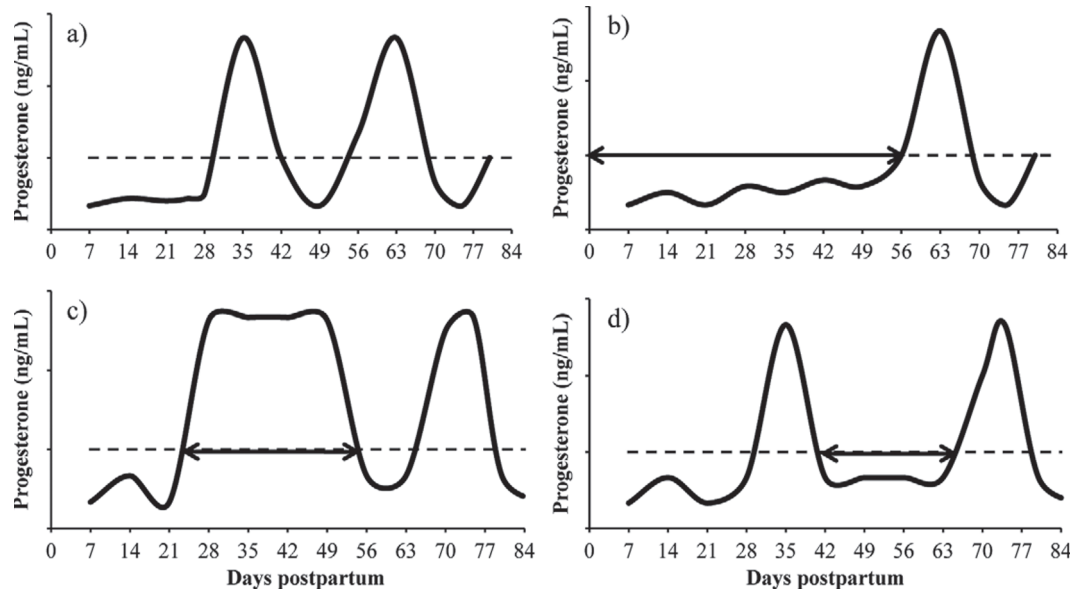 a)
Progesterone (ng/mL)
0 7 14 21 28 35 42 49 56 63 70 77 84
b)
Progesterone (ng/mL)
0 7 14 21 28 35 42 49 56 63 70 77 84
c)
Progesterone (ng/mL)
0 7 14 21 28 35 42 49 56 63 70 77 84
Days postpartum
d)
Progesterone (ng/mL)
0 7 14 21 28 35 42 49 56 63 70 77 84
Days postpartum